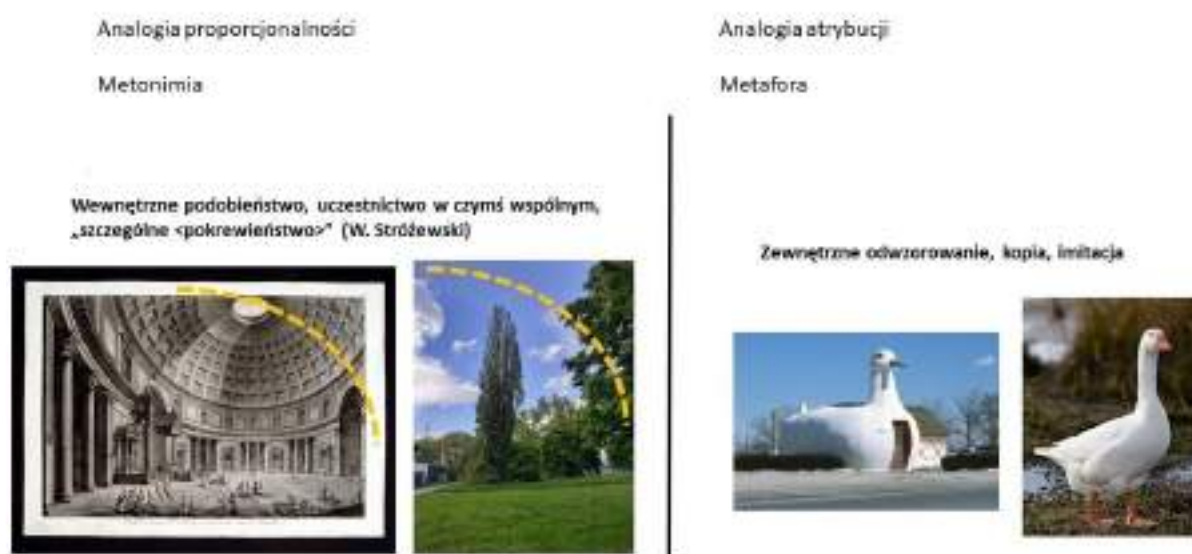 Analogia proporcjonalności
Metonimia
Wewnętrzne podobieństwo, uczestnictwo w czymś wspólnym,
„szczególne <pokrewieństwo>” (W. Stróżewski)
Analogia atrybucji
Metafora
Zewnętrzne odwzorowanie, kopia, imitacja